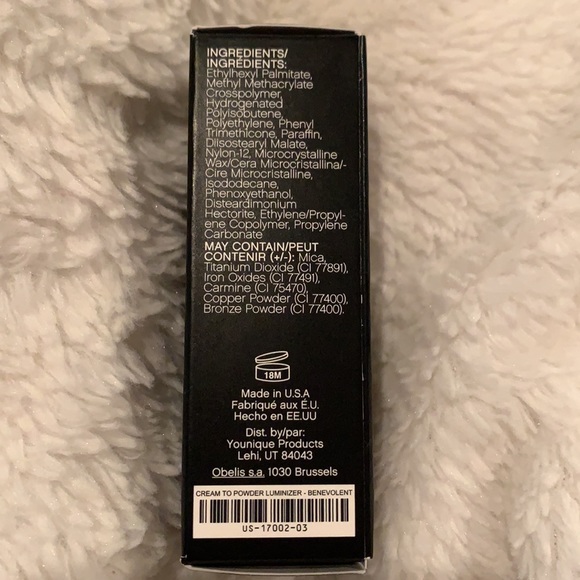 INGREDIENTS/
INGRÉDIENTS:
Ethylhexyl Palmitate,
Methyl Methacrylate
Crosspolymer,
Hydrogenated
Polyisobutene,
Polyethylene, Phenyl
Trimethicone, Paraffin,
Diisostearyl Malate,
Nylon-12, Microcrystalline
Wax/Cera Microcristallina/-
Cire Microcristalline,
Isododecane,
Phenoxyethanol,
Disteardimonium
Hectorite, Ethylene/Propyl-
ene Copolymer, Propylene
Carbonate
MAY CONTAIN/PEUT
CONTENIR (+/-): Mica,
Titanium Dioxide (CI 77891),
Iron Oxides (CI 77491),
Carmine (CI 75470),
Copper Powder (CI 77400),
Bronze Powder (CI 77400).
18M
Made in U.S.A
Fabriqué aux É.U.
Hecho en EE.UU
Dist. by/par:
Younique Products
Lehi, UT 84043
Obelis s.a. 1030 Brussels
CREAM TO POWDER LUMINIZER - BENEVOLENT
US-17002-03